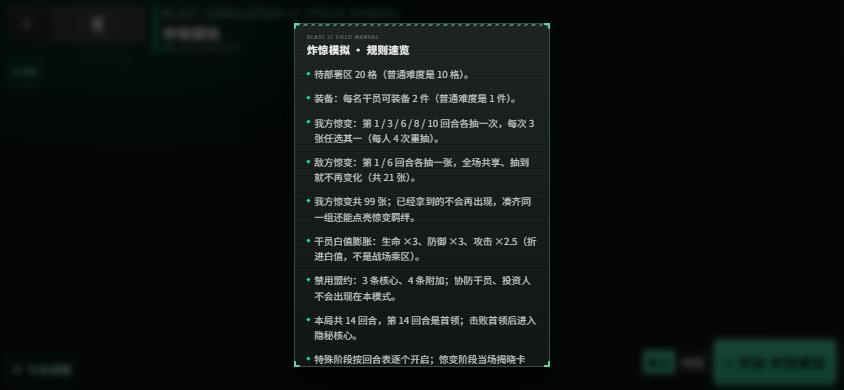 BLAST // FIELD MANUAL
炸惊模拟 · 规则速览
待部署区 20 格（普通难度是 10 格）。
装备：每名干员可装备 2 件（普通难度是 1 件）。
我方惊变：第 1 / 3 / 6 / 8 / 10 回合各抽一次，每次 3
张任选其一（每人 4 次重抽）。
敌方惊变：第 1 / 6 回合各抽一张，全场共享、抽到
就不再变化（共 21 张）。
我方惊变共 99 张；已经拿到的不会再出现，凑齐同
一组还能点亮惊变羁绊。
干员白值膨胀：生命 ×3、防御 ×3、攻击 ×2.5（折
进白值，不是战场乘区）。
禁用盟约：3 条核心、4 条附加；协防干员、投资人
不会出现在本模式。
本局共 14 回合，第 14 回合是首领；击败首领后进入
隐秘核心。
特殊阶段按回合表逐个开启；惊变阶段当场揭晓卡